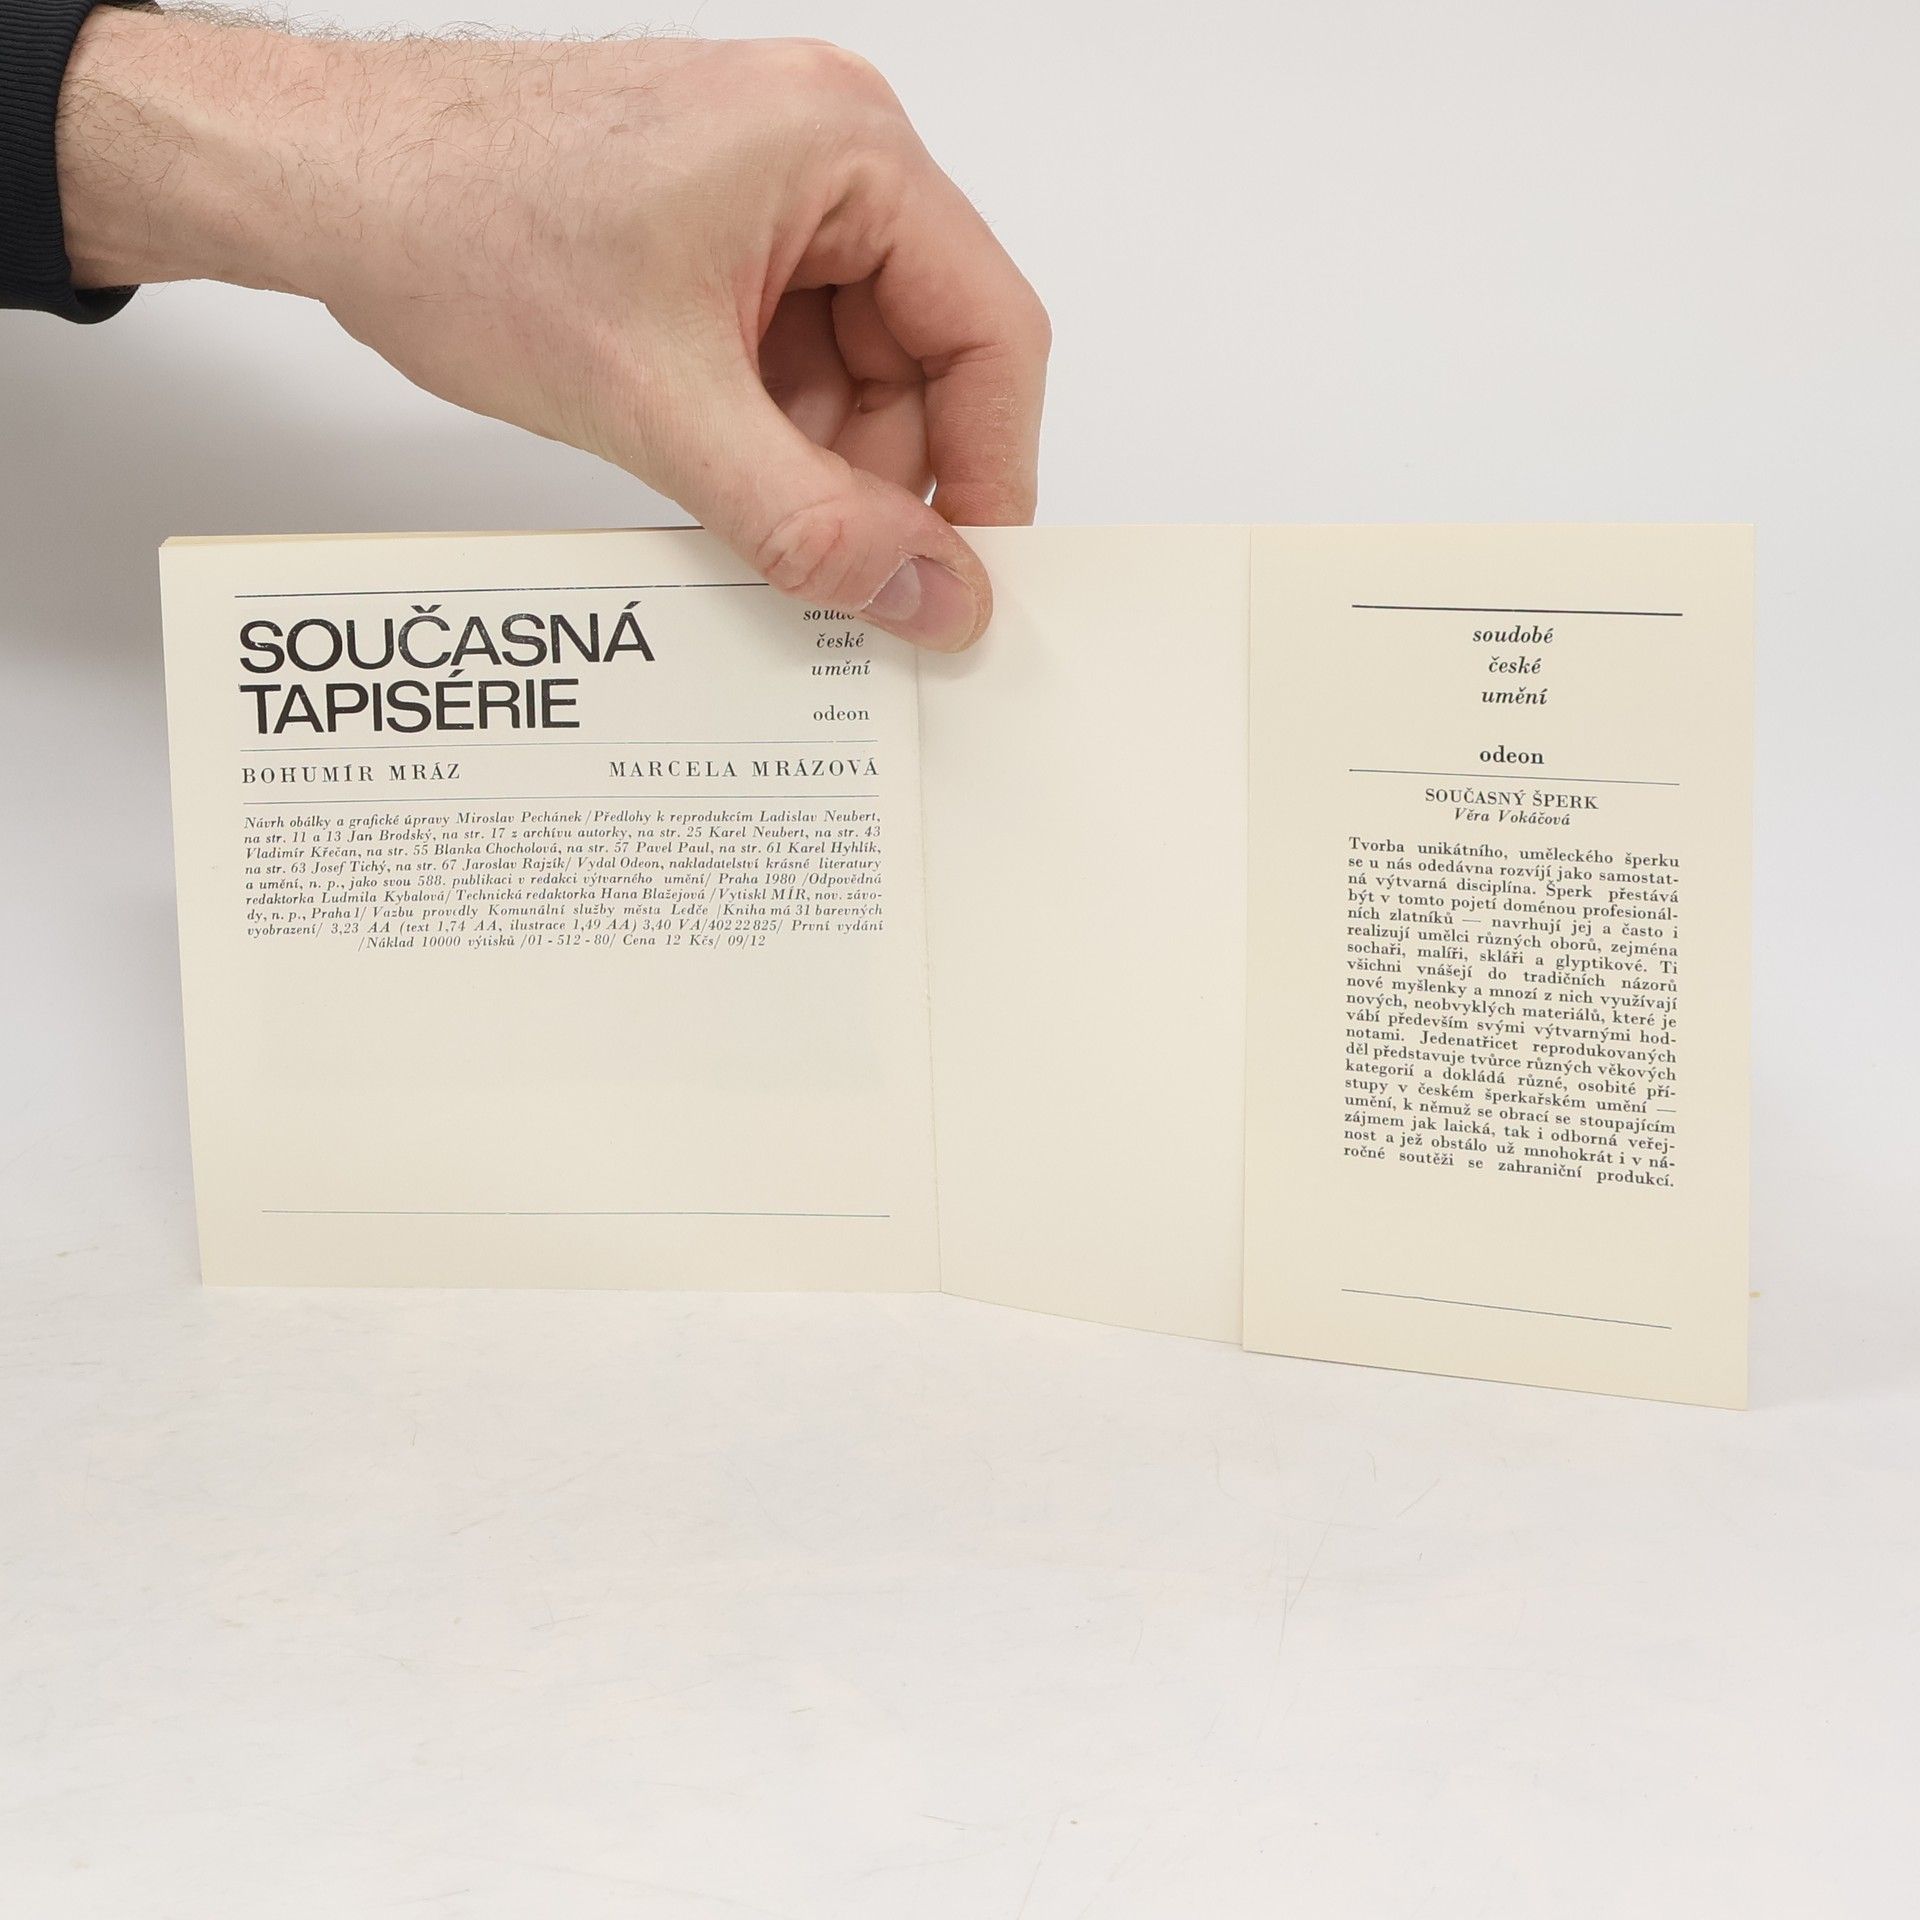 SOUČASNÁ
TAPISÉRIE
české
umění
odeon
BOHUMÍR MRÁZ
MARCELA MRÁZOVÁ
Návrh obálky a grafické úpravy Miroslav Pechánek /Předlohy k reprodukcím Ladislav Neubert,
na str. 11 a 13 Jan Brodský, na str. 17 z archívu autorky, na str. 25 Karel Neubert, na str. 43
Vladimír Křečan, na str. 55 Blanka Chocholová, na str. 57 Pavel Paul, na str. 61 Karel Hyhlík,
na str. 63 Josef Tichý, na str. 67 Jaroslav Rajzík/ Vydal Odeon, nakladatelství krásné literatury
a umění, n. p., jako svou 588. publikaci v redakci výtvarného umění/ Praha 1980 /Odpovědná
redaktorka Ludmila Kybalová/ Technická redaktorka Hana Blažejová /Vytiskl MÍR, nov. závo-
dy, n. p., Praha 1/ Vazbu provedly Komunální služby města Ledče /Kniha má 31 barevných
vyobrazení/ 3,23 AA (text 1,74 AA, ilustrace 1,49 AA) 3,40 VA/402 22 825/ První vydání
/Náklad 10000 výtisků /01 - 512 - 80/ Cena 12 Kčs/ 09/12
soudobé
české
umění
odeon
SOUČASNÝ ŠPERK
Věra Vokáčová
Tvorba unikátního, uměleckého šperku
se u nás odedávna rozvíjí jako samostat-
ná výtvarná disciplína. Šperk přestává
být v tomto pojetí doménou profesionál-
ních zlatníků — navrhují jej a často i
realizují umělci různých oborů, zejména
sochaři, malíři, skláři a glyptikové. Ti
všichni vnášejí do tradičních názorů
nové myšlenky a mnozí z nich využívají
nových, neobvyklých materiálů, které je
vábí především svými výtvarnými hod-
notami. Jedenatřicet reprodukovaných
děl představuje tvůrce různých věkových
kategorií a dokládá různé, osobité pří-
stupy v českém šperkařském umění —
umění, k němuž se obrací se stoupajícím
zájmem jak laická, tak i odborná veřej-
nost a jež obstálo už mnohokrát i v ná-
ročné soutěži se zahraniční produkcí.